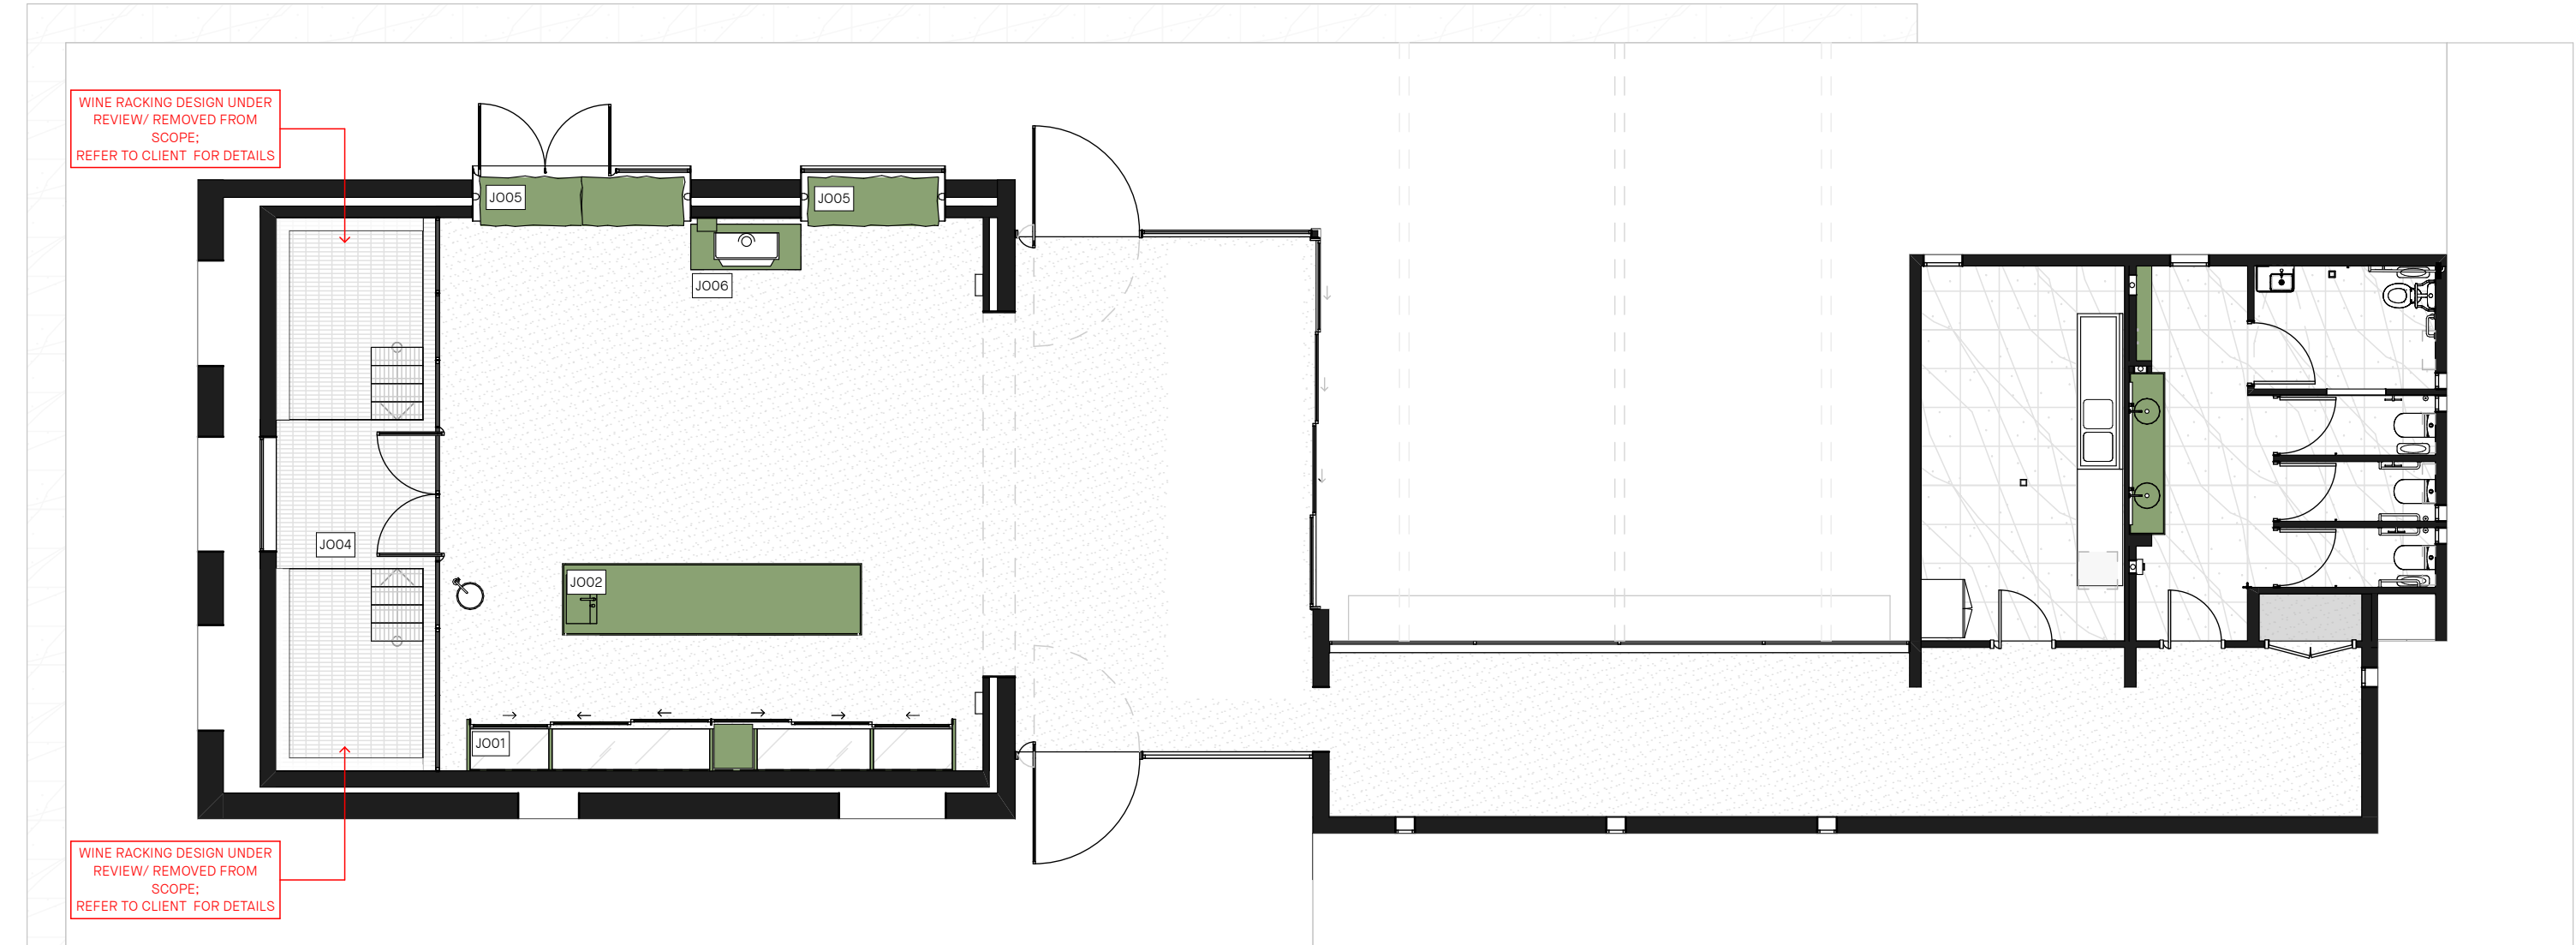 WINE RACKING DESIGN UNDER
REVIEW/ REMOVED FROM
SCOPE;
REFER TO CLIENT FOR DETAILS
JO05
JO05
JO06
JO04
JO02
JO01
WINE RACKING DESIGN UNDER
REVIEW/ REMOVED FROM
SCOPE;
REFER TO CLIENT FOR DETAILS